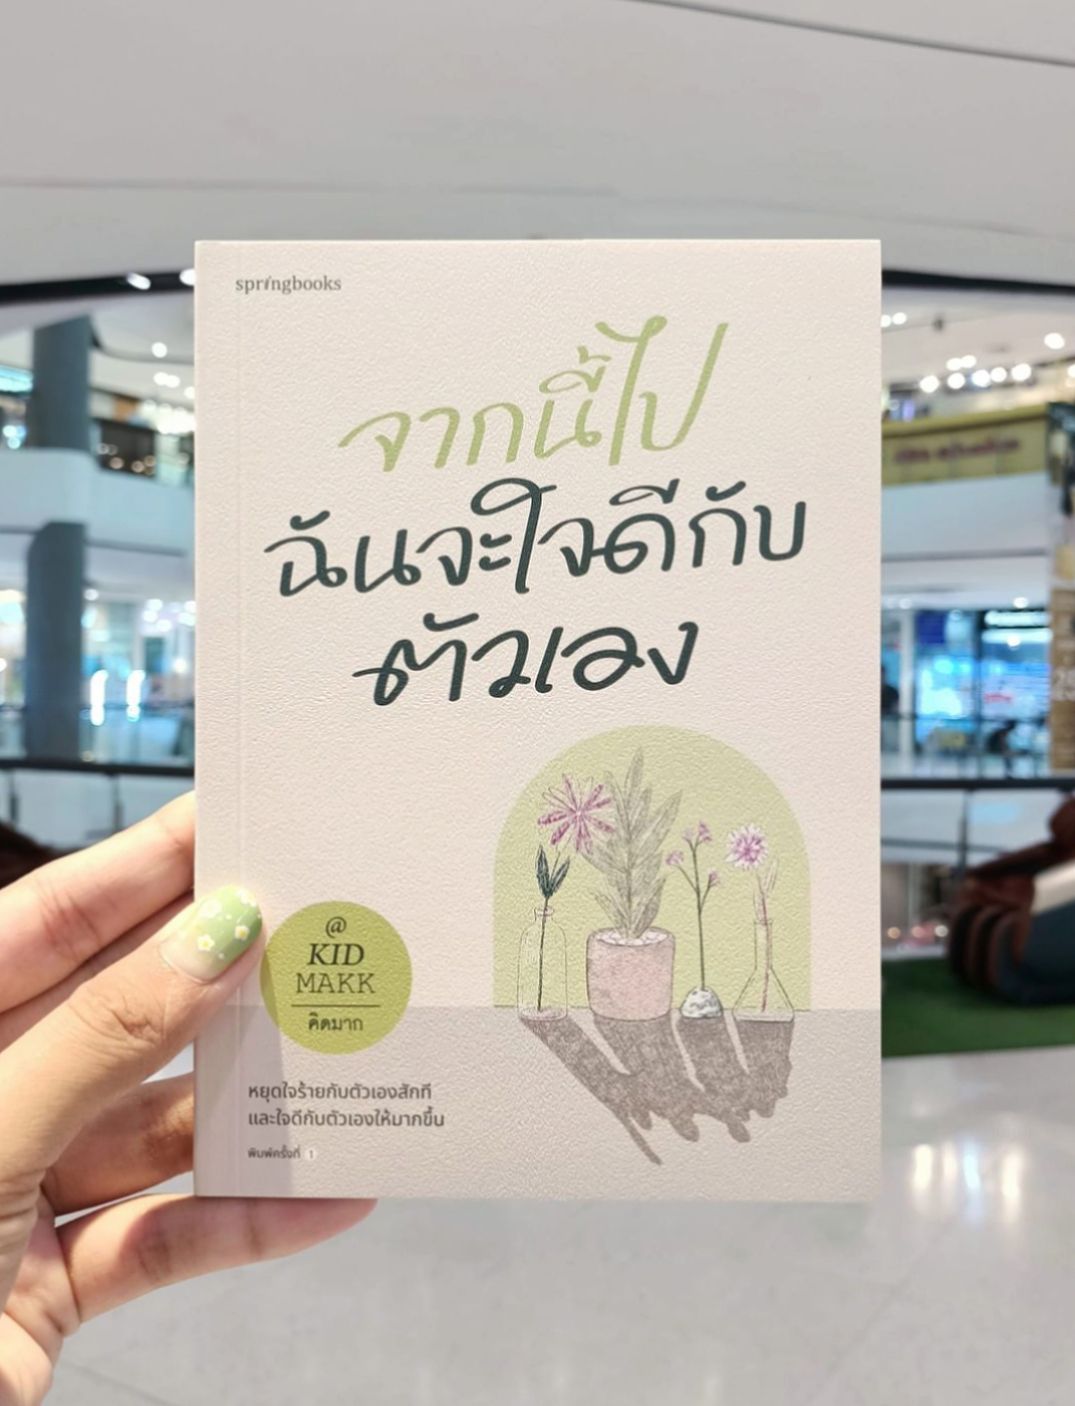 springbooks
จากนี้ไป
ฉันจะใจดีกับ
ตัวเอง
@
KID
MAKK
คิดมาก
หยุดใจร้ายกับตัวเองสักที
และใจดีกับตัวเองให้มากขึ้น
พิมพ์ครั้งที่ 1